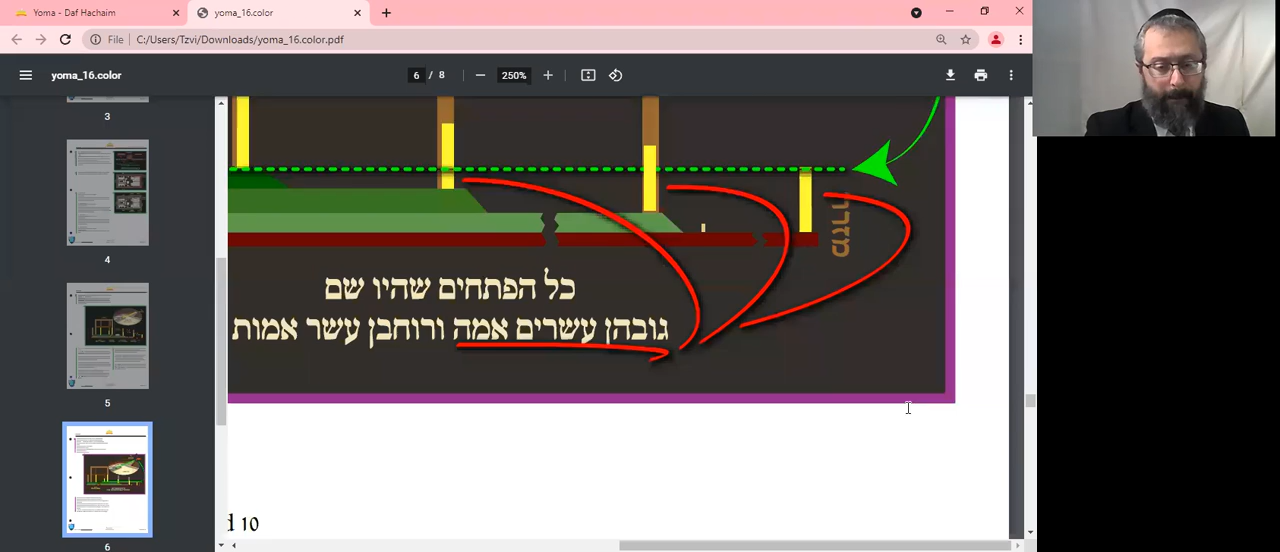 Yoma - Daf Hachaim
yoma_16.color
File
C:/Users/Tzvi/Downloads/yoma_16.color.pdf
yoma_16.color
6 / 8
250%
3
4
5
6
מזרח
כל הפתחים שהיו שם
גובהן עשרים אמה ורוחבן עשר אמות
d 10